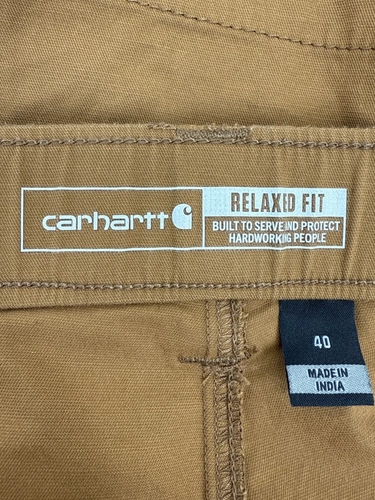 carhartt
RELAXED FIT
BUILT TO SERVE AND PROTECT
HARDWORKING PEOPLE
40
MADE IN
INDIA